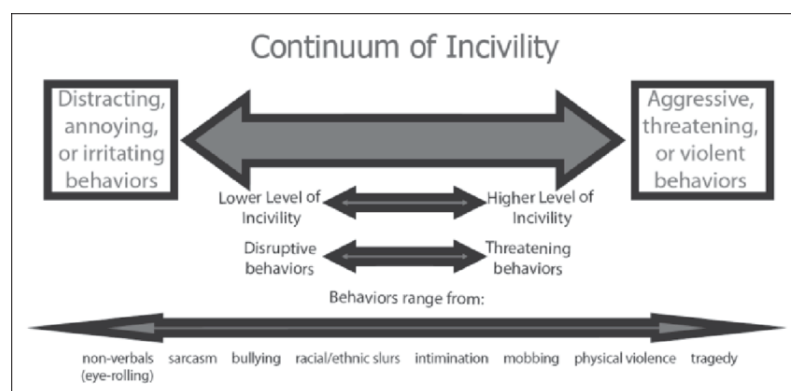 Continuum of Incivility
Distracting,
annoying,
or irritating
behaviors
Aggressive,
threatening,
or violent
behaviors
Lower Level of
Incivility
Higher Level of
Incivility
Disruptive
behaviors
Threatening
behaviors
Behaviors range from:
non-verbals sarcasm bullying racial/ethnic slurs intimination mobbing physical violence tragedy
(eye-rolling)